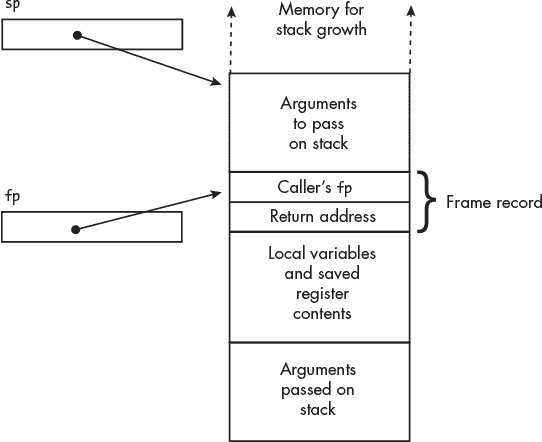 sp
Memory for
stack growth
Arguments
to pass
on stack
fp
Caller's fp
Return address
Frame record
Local variables
and saved
register
contents
Arguments
passed on
stack